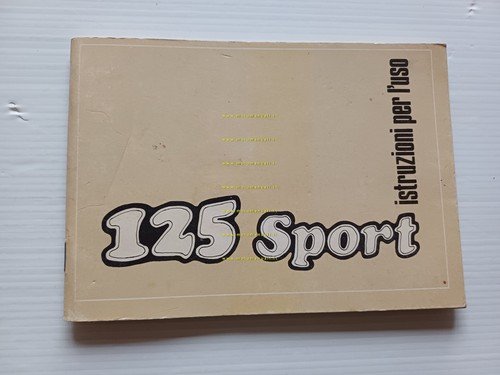 125 Sport
istruzioni per l'uso